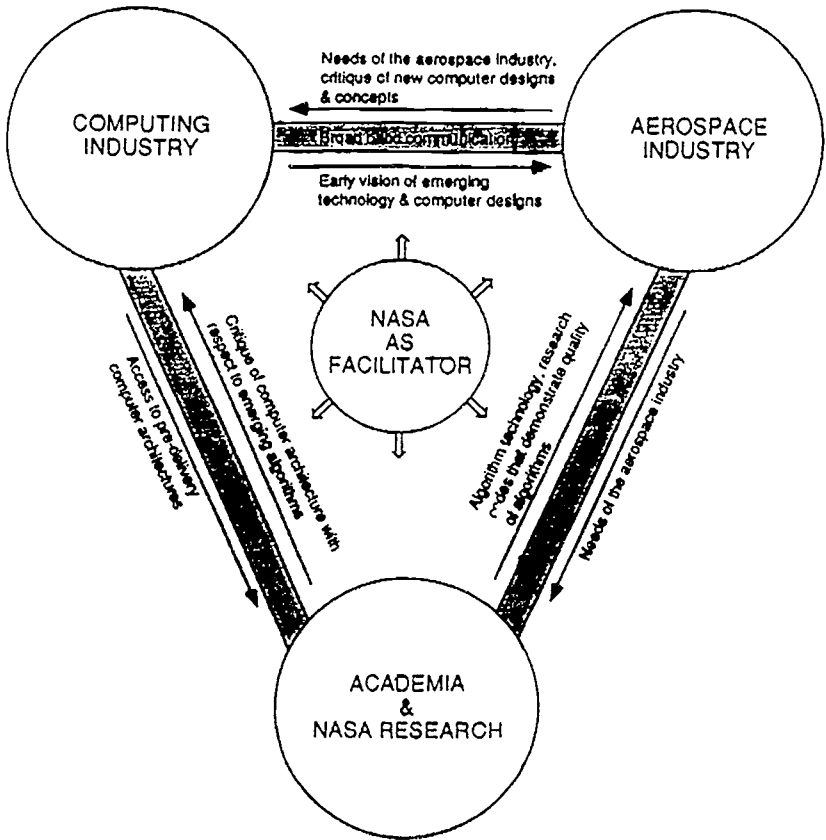 Needs of the aerospace industry,
critique of new computer designs
& concepts
COMPUTING
INDUSTRY
Broad band communication
AEROSPACE
INDUSTRY
Early vision of emerging
technology & computer designs
NASA
AS
FACILITATOR
Access to pre-delivery
computer architectures
Critique of computer architecture with
respect to emerging algorithms
Algorithm technology, research
codes that demonstrate quality
of algorithms
Needs of the aerospace industry
ACADEMIA
&
NASA RESEARCH